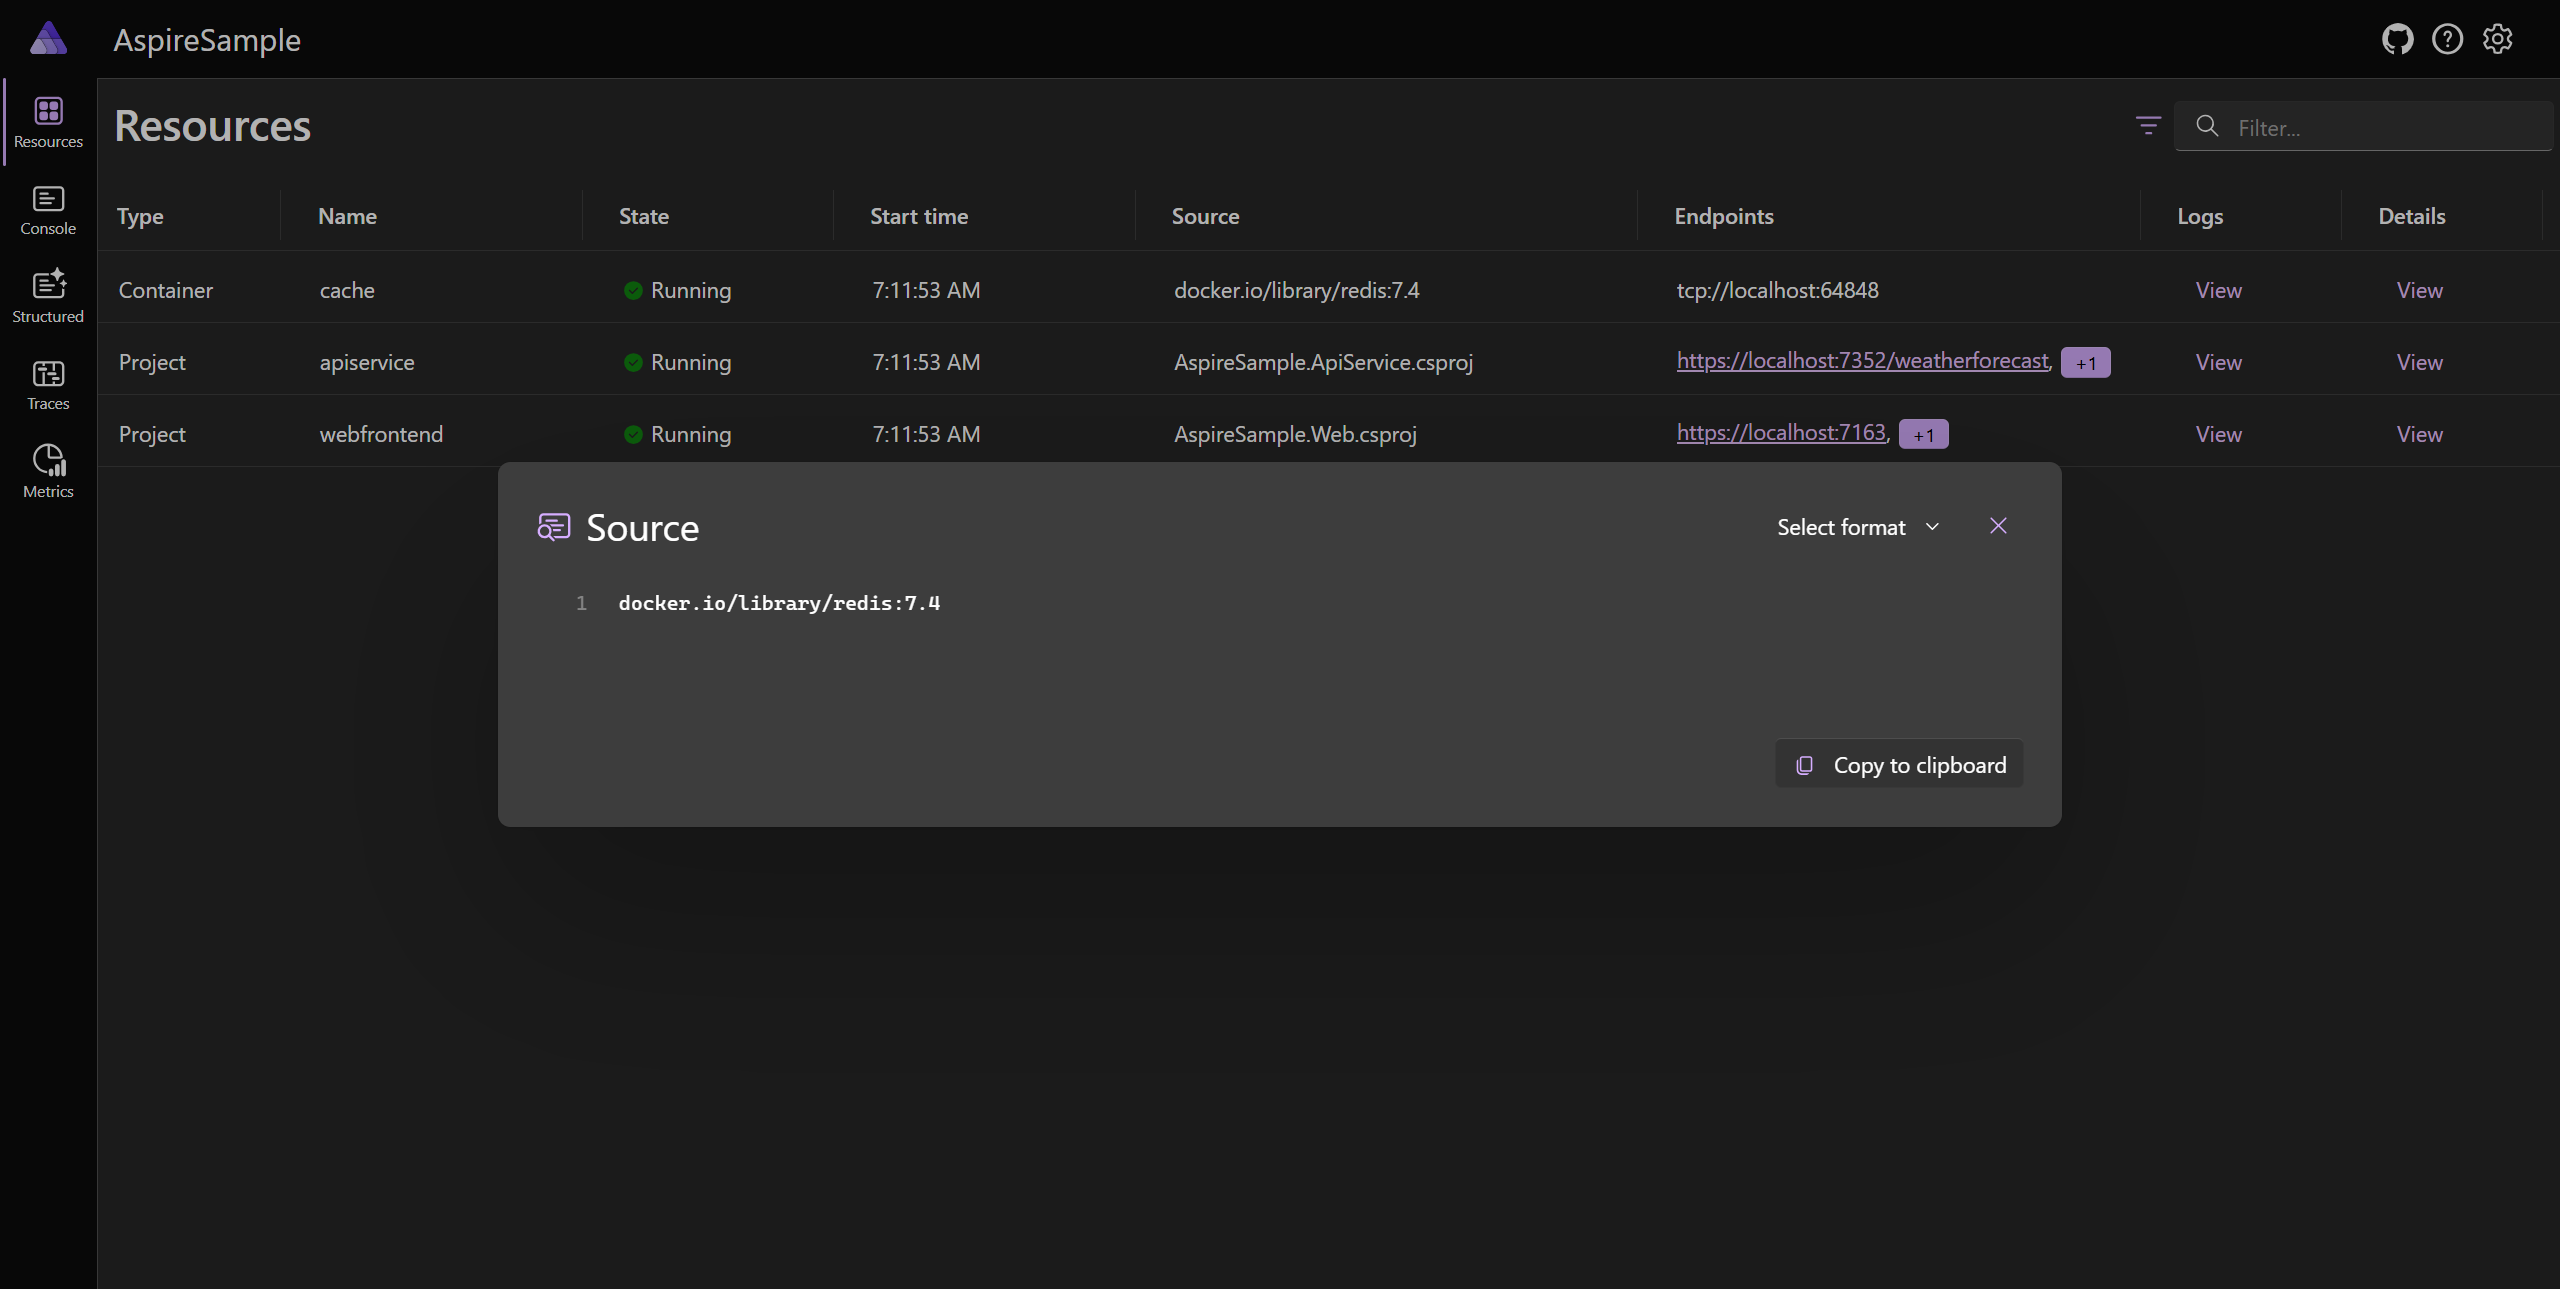 AspireSample
Resources
Console
Structured
Traces
Metrics
Resources
Filter...
Type Name State Start time Source Endpoints Logs Details
Container cache Running 7:11:53 AM docker.io/library/redis:7.4 tcp://localhost:64848 View View
Project apiservice Running 7:11:53 AM AspireSample.ApiService.csproj https://localhost:7352/weatherforecast, +1 View View
Project webfrontend Running 7:11:53 AM AspireSample.Web.csproj https://localhost:7163, +1 View View
Source Select format
1 docker.io/library/redis:7.4
Copy to clipboard